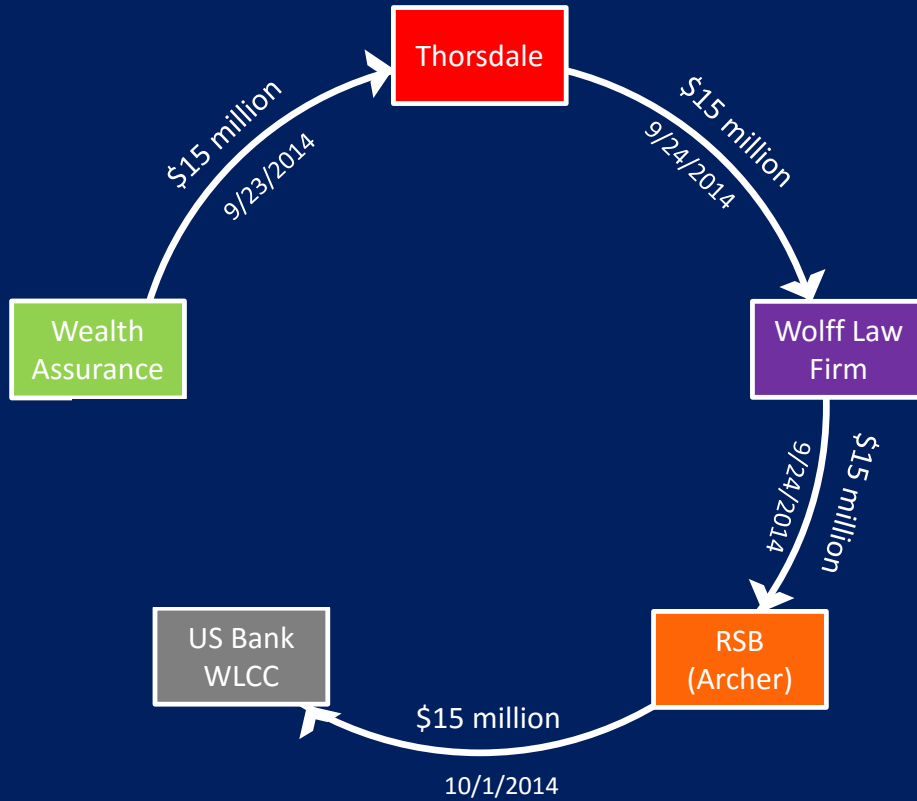 Thorsdale
$15 million
9/23/2014
$15 million
9/24/2014
Wealth
Assurance
Wolff Law
Firm
$15 million
9/24/2014
US Bank
WLCC
RSB
(Archer)
$15 million
10/1/2014